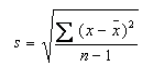 s = √(∑ (x − x̄)² / (n − 1))